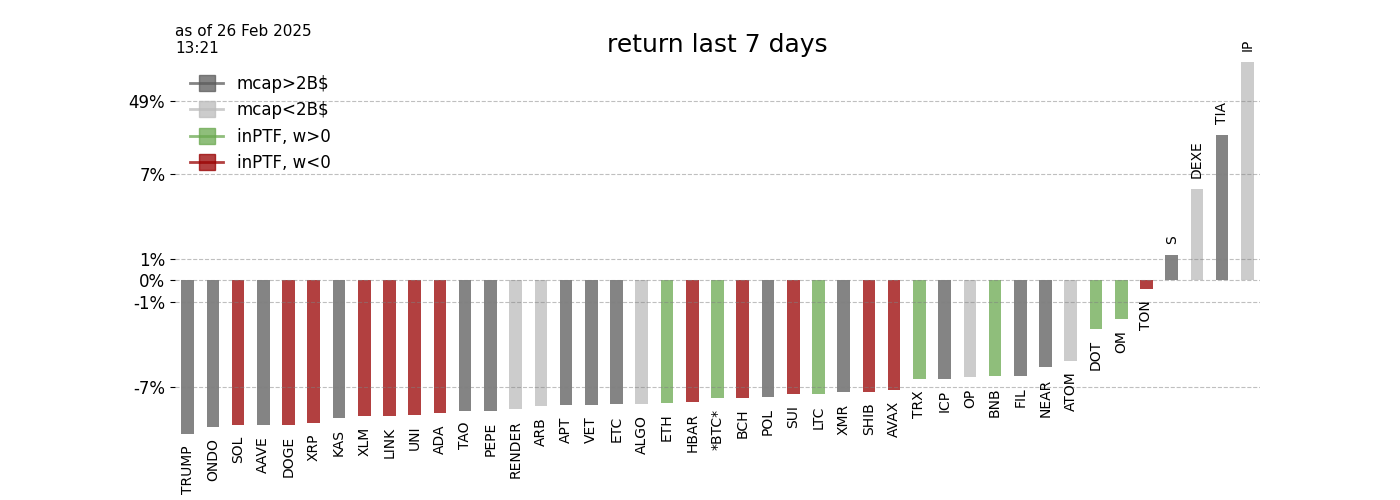 as of 26 Feb 2025
13:21
return last 7 days
mcap>2B$
mcap<2B$
inPTF, w>0
inPTF, w<0
49%
7%
1%
0%
-1%
-7%
TRUMP
ONDO
SOL
AAVE
DOGE
XRP
KAS
XLM
LINK
UNI
ADA
TAO
PEPE
RENDER
ARB
APT
VET
ETC
ALGO
ETH
HBAR
*BTC*
BCH
POL
SUI
LTC
XMR
SHIB
AVAX
TRX
ICP
OP
BNB
FIL
NEAR
ATOM
DOT
OM
TON
S
DEXE
TIA
IP